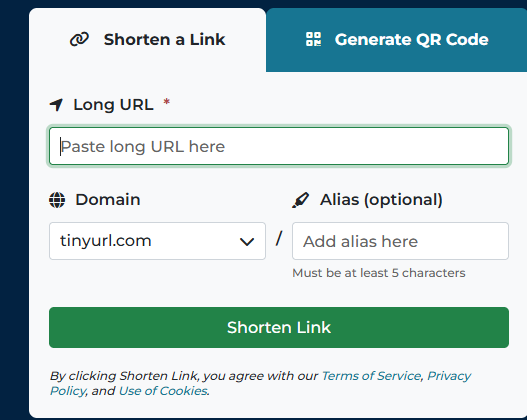 Shorten a Link
Generate QR Code
Long URL *
Paste long URL here
Domain
Alias (optional)
tinyurl.com
/
Add alias here
Must be at least 5 characters
Shorten Link
By clicking Shorten Link, you agree with our Terms of Service, Privacy
Policy, and Use of Cookies.